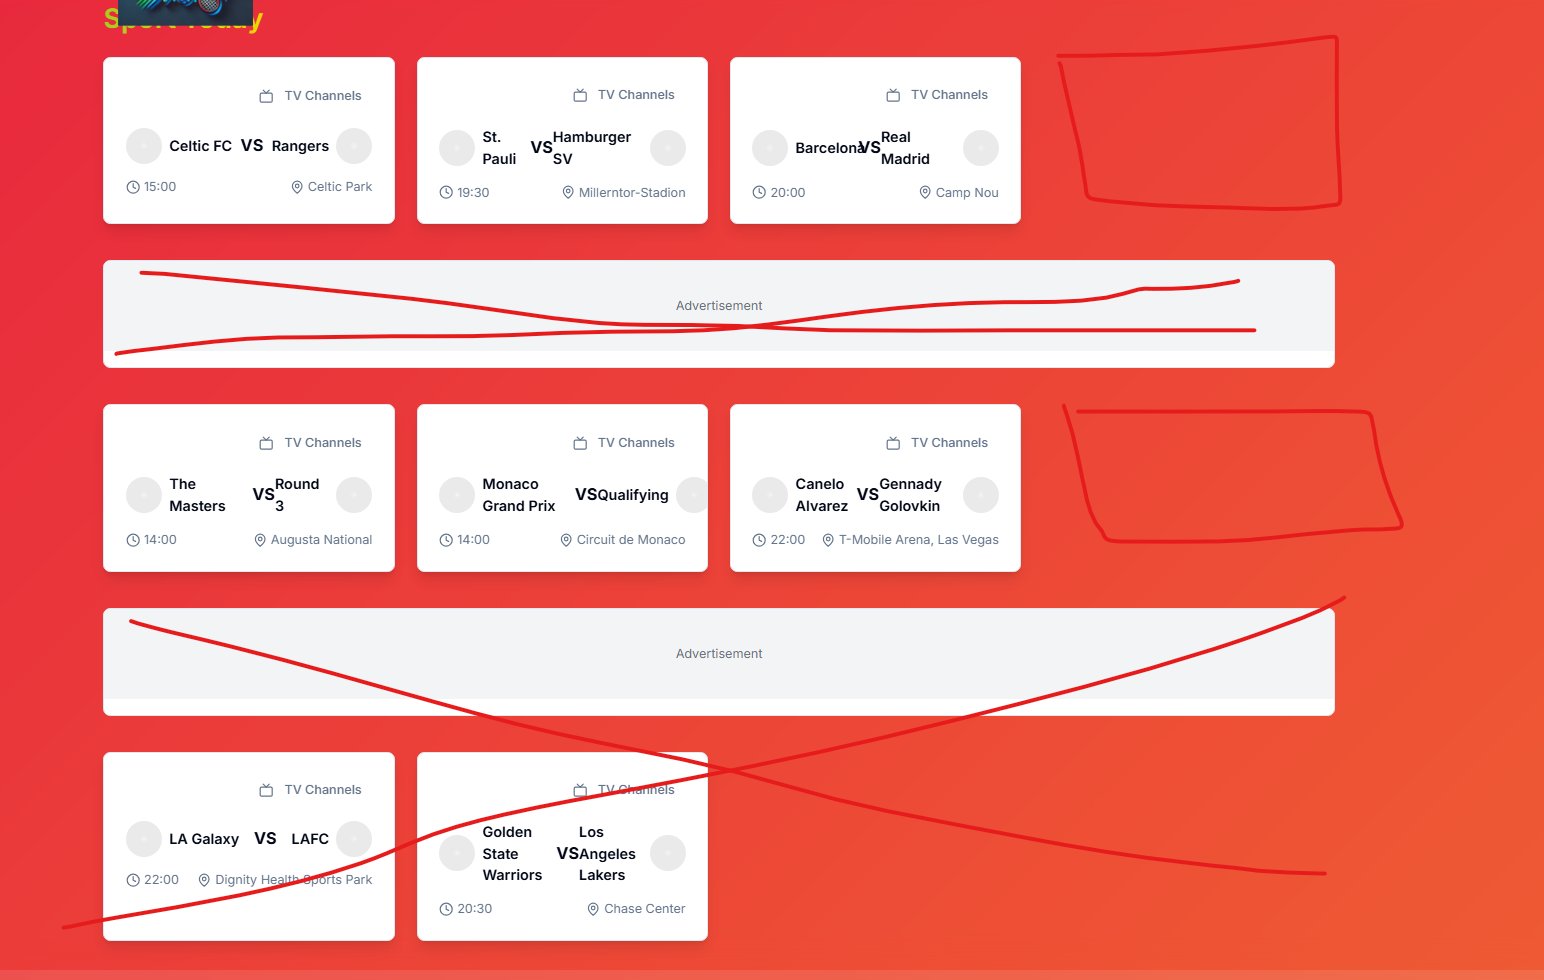 Sport Today
TV Channels
Celtic FC VS Rangers
15:00 Celtic Park
TV Channels
St. Pauli VS Hamburger SV
19:30 Millerntor-Stadion
TV Channels
Barcelona VS Real Madrid
20:00 Camp Nou
Advertisement
TV Channels
The Masters VS Round 3
14:00 Augusta National
TV Channels
Monaco Grand Prix VS Qualifying
14:00 Circuit de Monaco
TV Channels
Canelo Alvarez VS Gennady Golovkin
22:00 T-Mobile Arena, Las Vegas
Advertisement
TV Channels
LA Galaxy VS LAFC
22:00 Dignity Health Sports Park
TV Channels
Golden State Warriors VS Los Angeles Lakers
20:30 Chase Center